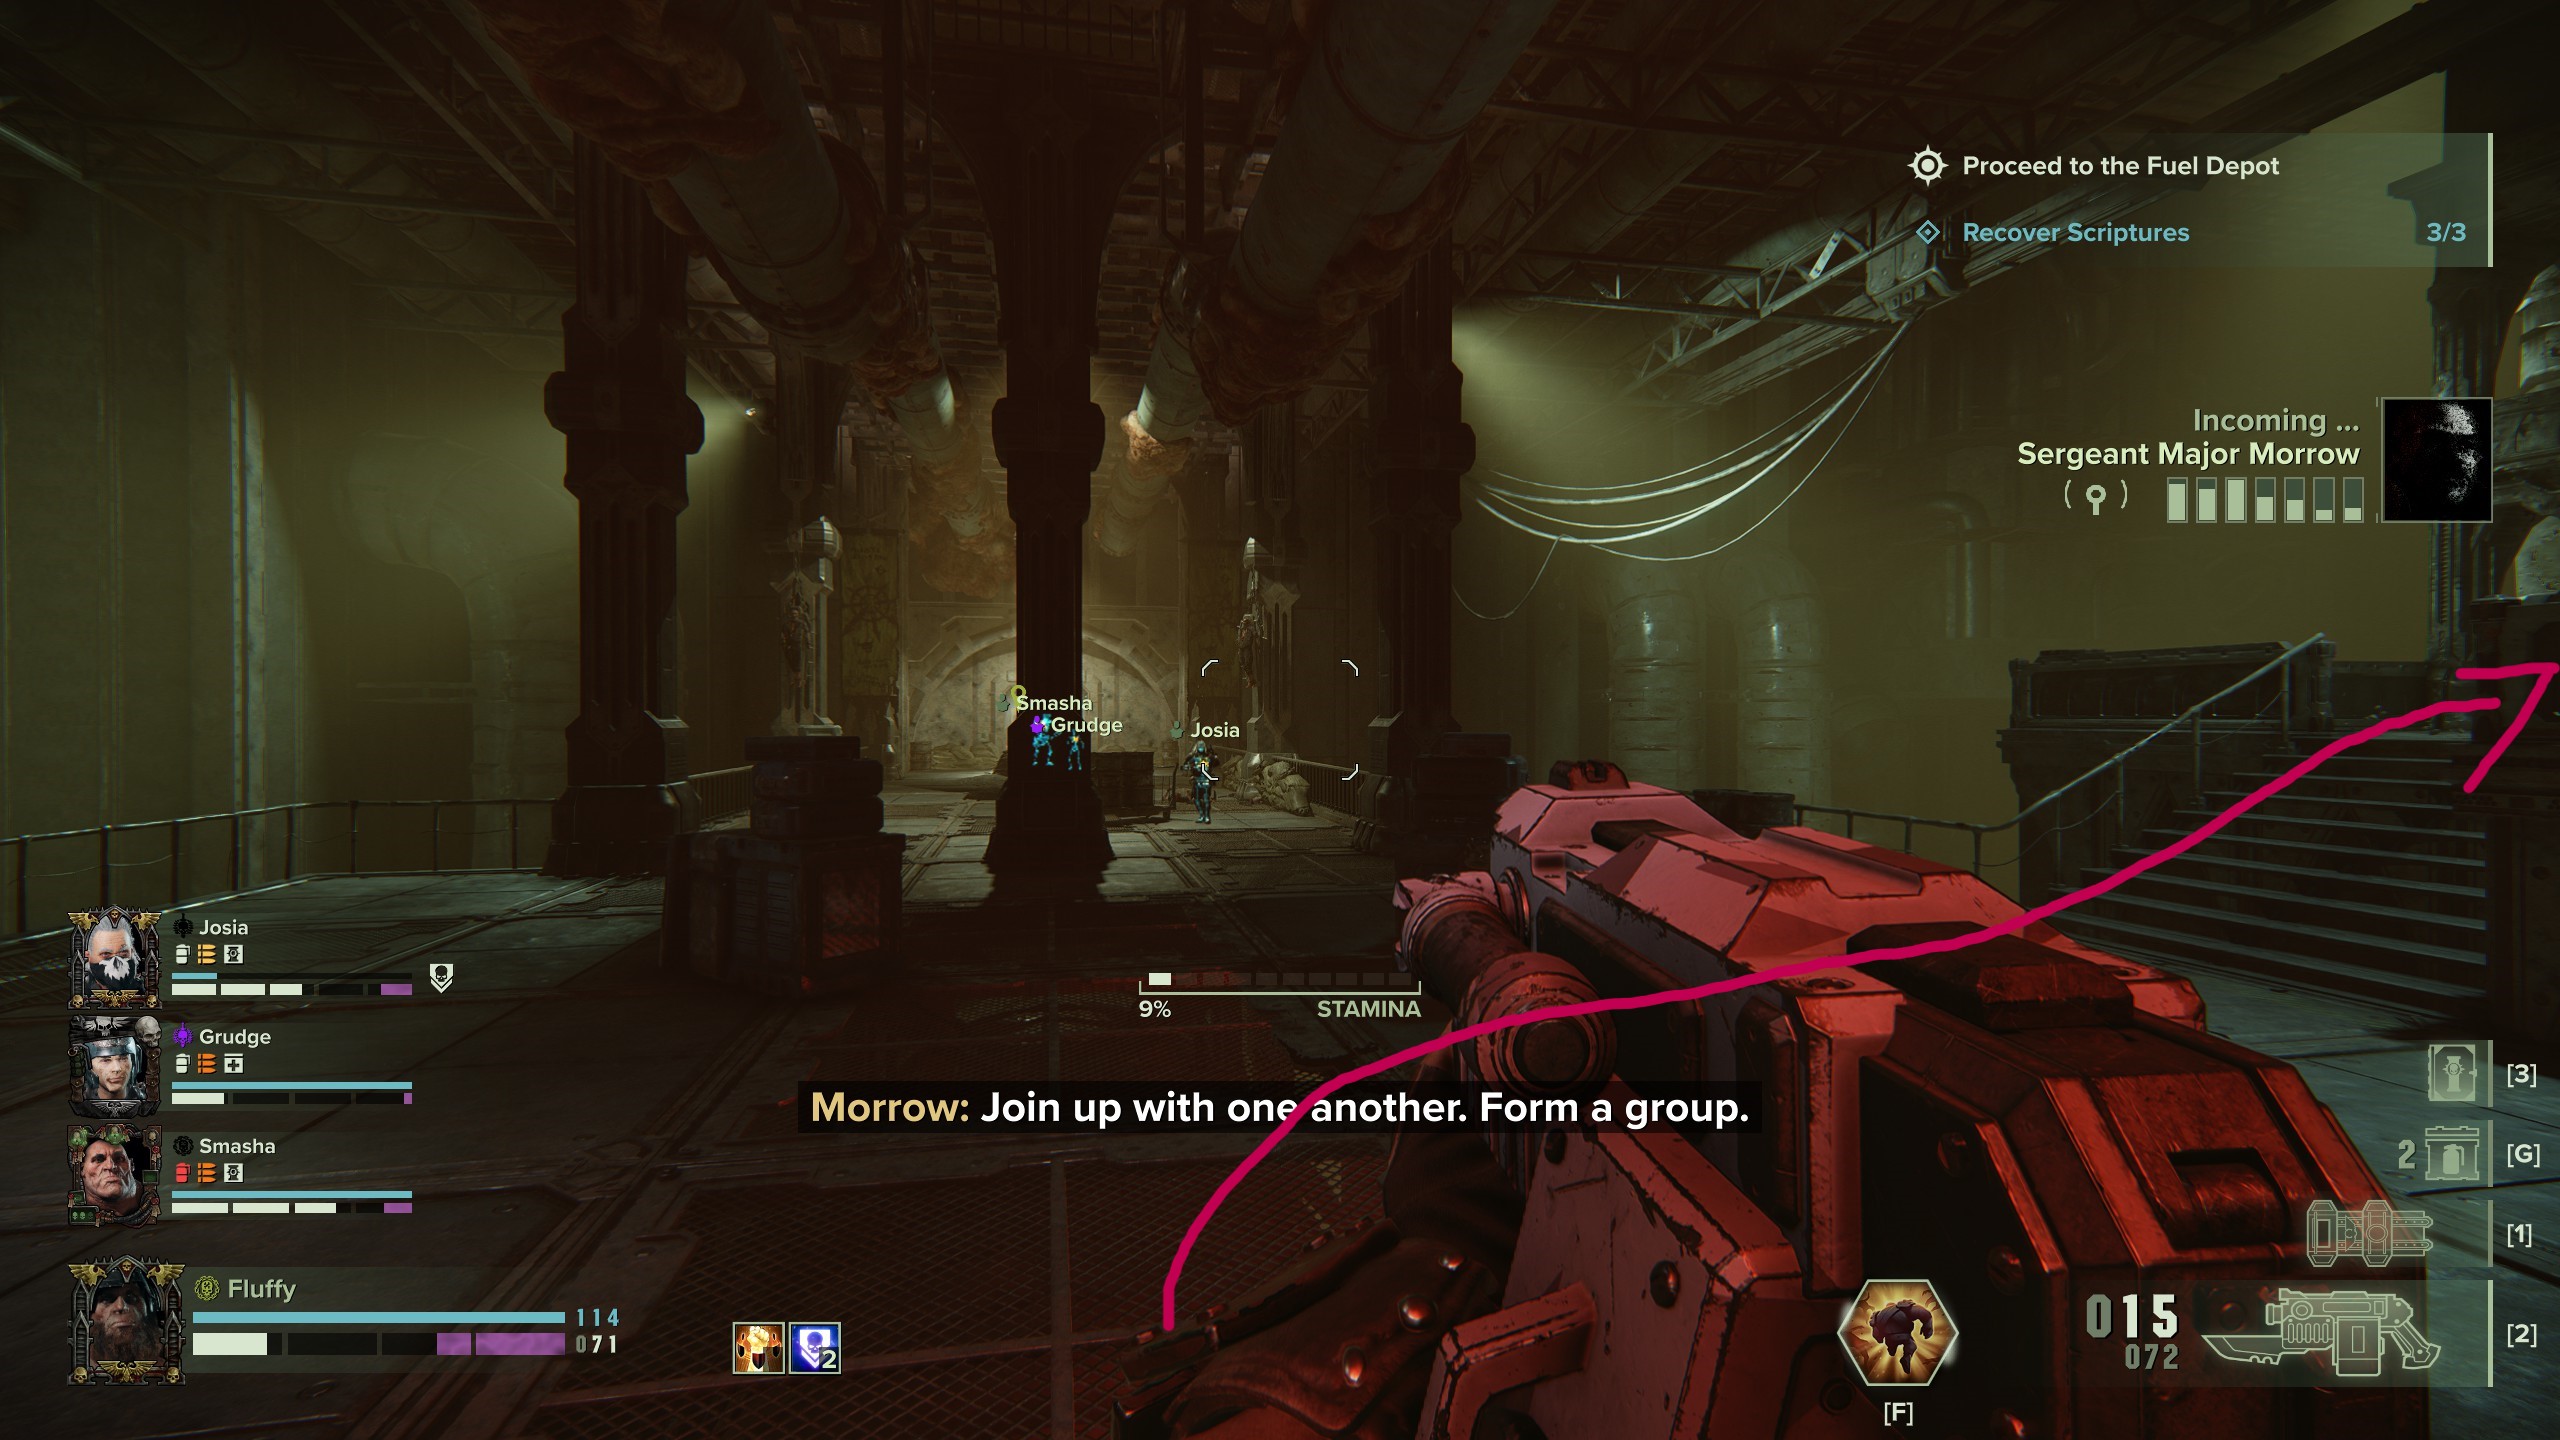 Proceed to the Fuel Depot
Recover Scriptures 3/3
Incoming ...
Sergeant Major Morrow
Smasha
Grudge
Josia
Josia
9% STAMINA
Grudge
Morrow: Join up with one another. Form a group.
[3]
Smasha
2 [G]
[1]
Fluffy
114
071
2
015
072
[2]
[F]